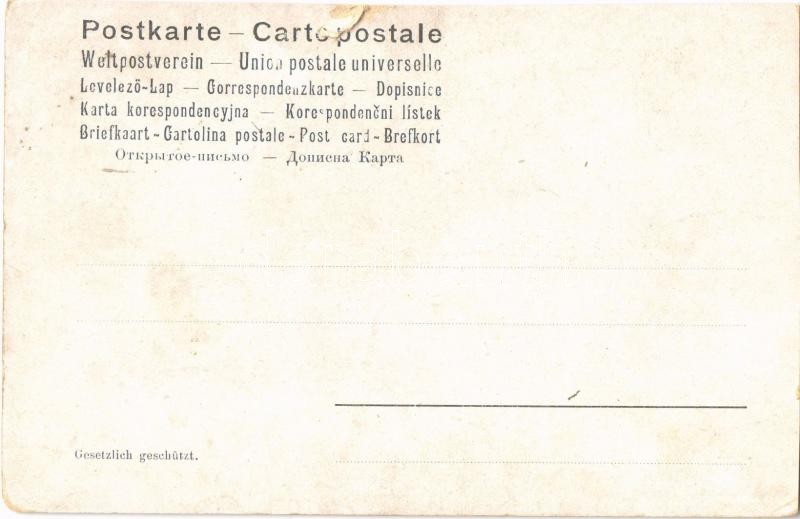 Postkarte – Carte postale
Weltpostverein — Union postale universelle
Levelező-Lap — Correspondenzkarte — Dopisnice
Karta korespondencyjna — Korespondenčni lístek
Briefkaart - Cartolina postale - Post card - Brefkort
Открытое-письмо — Дописна Карта
Gesetzlich geschützt.